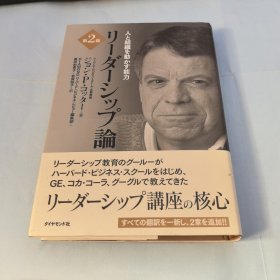 人と組織を動かす能力
第2版
リーダーシップ論
ジョン・P・コッター
リーダーシップ教育のグールーが
ハーバード・ビジネス・スクールをはじめ、
GE、コカ・コーラ、グーグルで教えてきた
リーダーシップ講座の核心
ダイヤモンド社
すべての翻訳を一新し、2章を追加!!